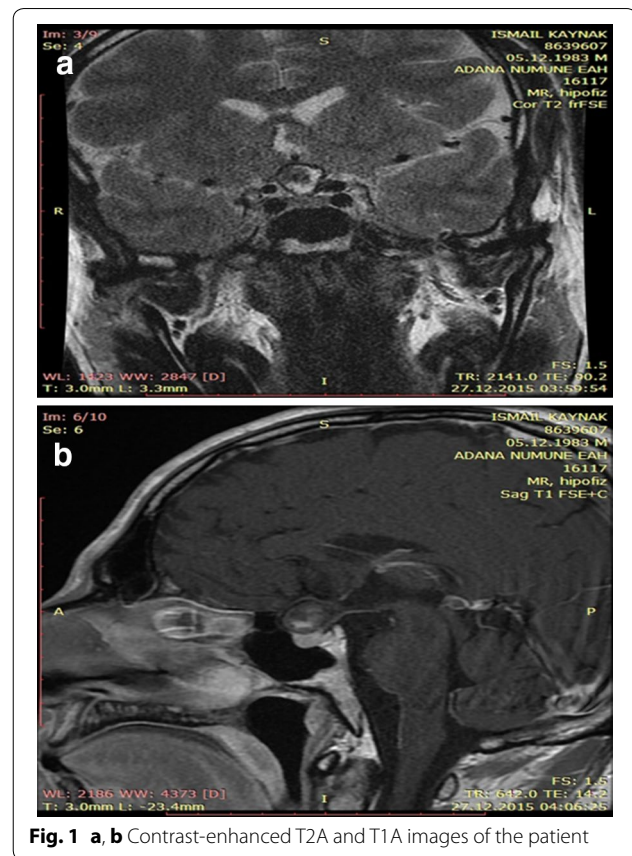 Im: 3/9
Se: 4
a
S
ISMAIL KAYNAK
8639607
05.12.1983 M
ADANA NUMUNE EAH
16117
MR, hipofiz
Cor T2 frFSE
R
L
WL: 1423 WW: 2847 [D]
T: 3.0mm L: 3.3mm
I
FS: 1.5
TR: 2141.0 TE: 90.2
27.12.2015 03:59:54
Im: 6/10
Se: 6
b
S
ISMAIL KAYNAK
8639607
05.12.1983 M
ADANA NUMUNE EAH
16117
MR, hipofiz
Sag T1 FSE+C
A
P
WL: 2186 WW: 4373 [D]
T: 3.0mm L: -23.4mm
I
FS: 1.5
TR: 642.0 TE: 14.2
27.12.2015 04:06:25
Fig. 1 a, b Contrast-enhanced T2A and T1A images of the patient